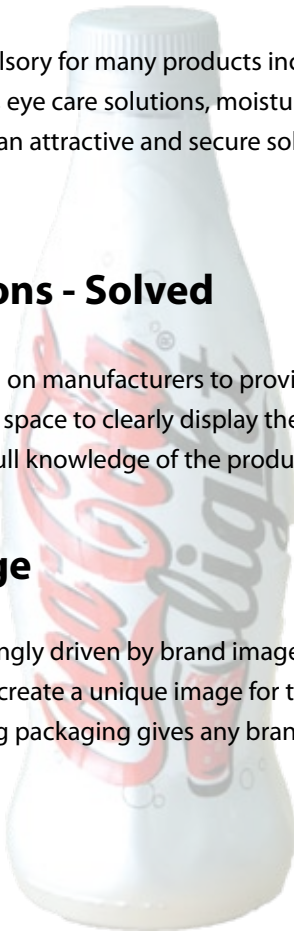 lsory for many products inc
eye care solutions, moistu
an attractive and secure sol
ons - Solved
on manufacturers to provi
space to clearly display the
ull knowledge of the produ
ge
ngly driven by brand image
create a unique image for t
g packaging gives any bran
Coca-Cola®
light